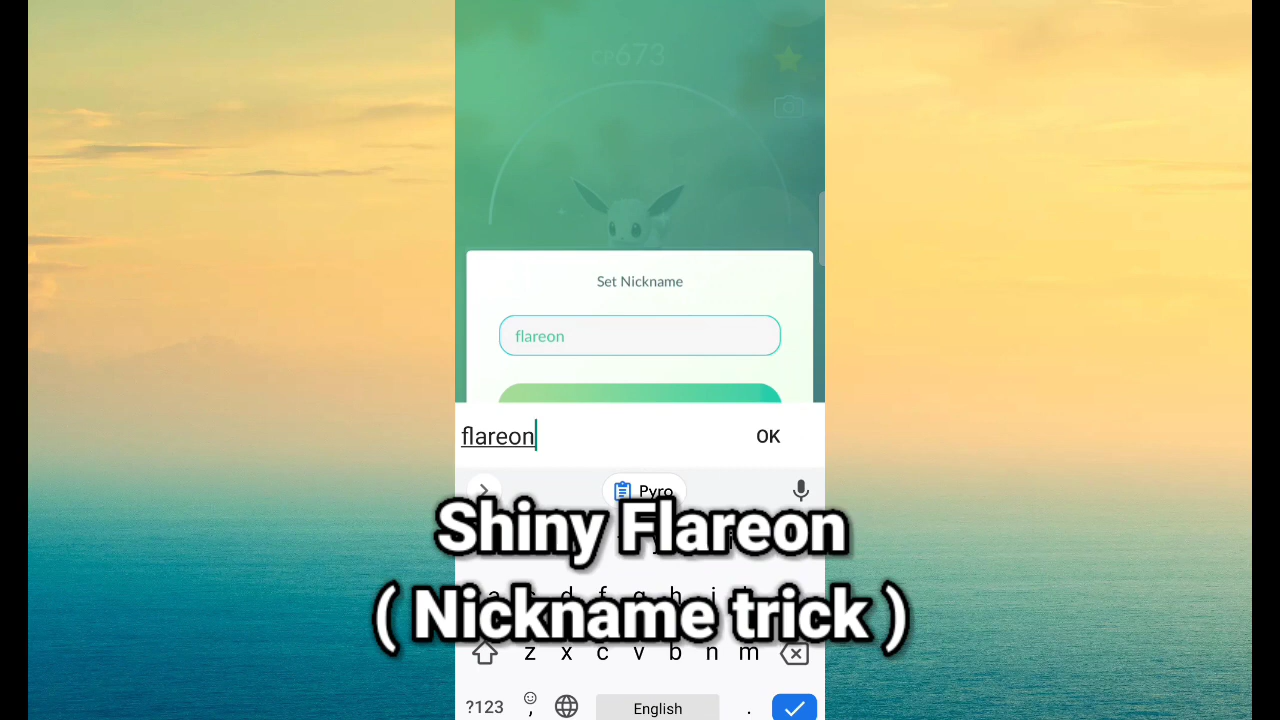 CP673
Set Nickname
flareon
flareon OK
Pyro
Shiny Flareon
( Nickname trick )
z x c v b n m
?123 , English .